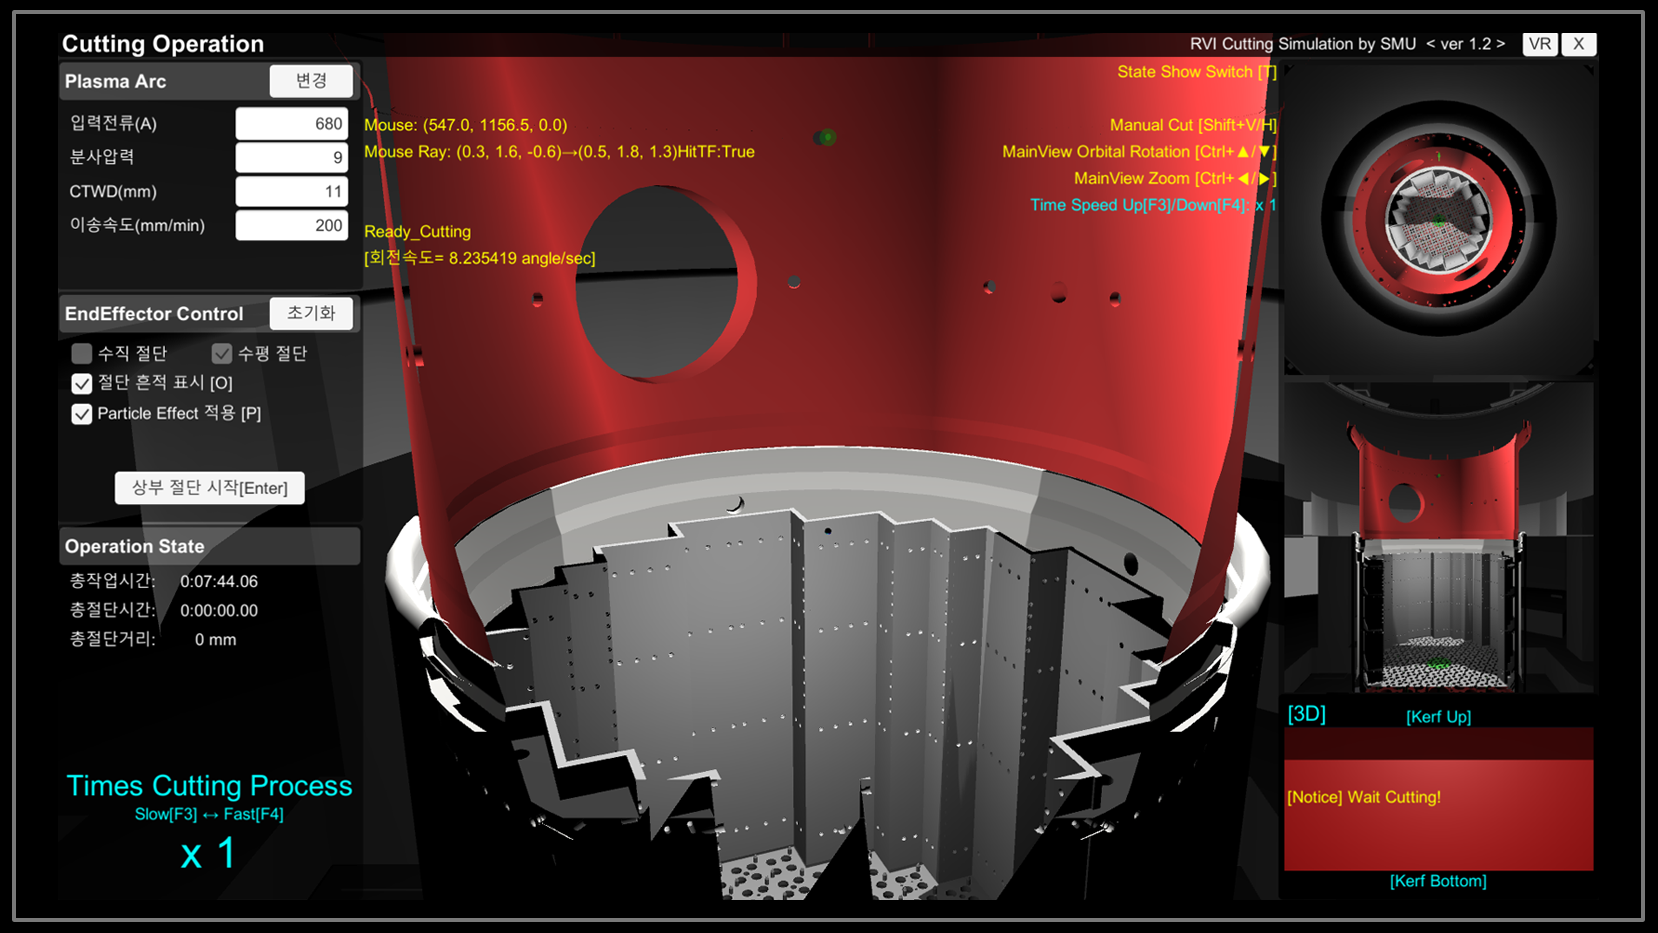 Cutting Operation
RVI Cutting Simulation by SMU < ver 1.2 >
VR
X
Plasma Arc
변경
입력전류(A)
680
분사압력
9
CTWD(mm)
11
이송속도(mm/min)
200
EndEffector Control
초기화
수직 절단
수평 절단
절단 흔적 표시 [O]
Particle Effect 적용 [P]
상부 절단 시작[Enter]
Operation State
총작업시간: 0:07:44.06
총절단시간: 0:00:00.00
총절단거리: 0 mm
Times Cutting Process
Slow[F3] ↔ Fast[F4]
x 1
Mouse: (547.0, 1156.5, 0.0)
Mouse Ray: (0.3, 1.6, -0.6)→(0.5, 1.8, 1.3)HitTF:True
Ready_Cutting
[회전속도= 8.235419 angle/sec]
State Show Switch [T]
Manual Cut [Shift+V/H]
MainView Orbital Rotation [Ctrl+▲/▼]
MainView Zoom [Ctrl+◀/▶]
Time Speed Up[F3]/Down[F4]: x 1
[3D]
[Kerf Up]
[Notice] Wait Cutting!
[Kerf Bottom]